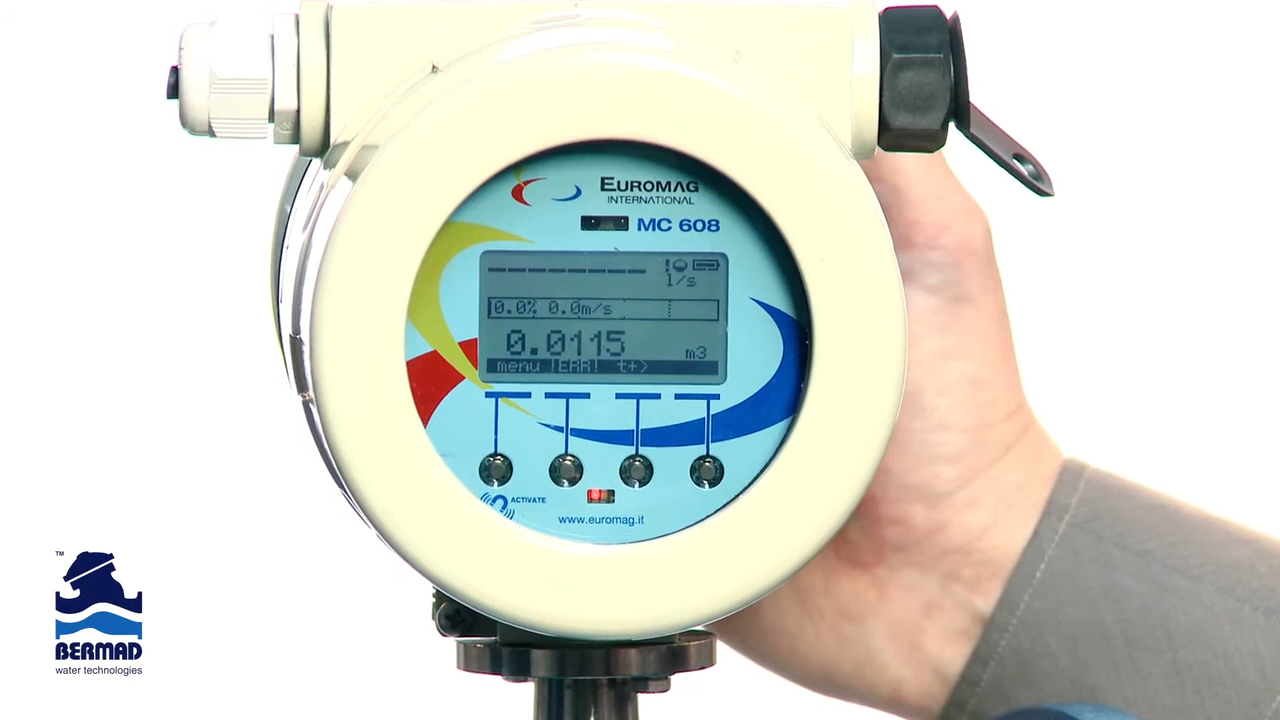 EUROMAG
INTERNATIONAL
MC 608
--------
l/s
0.0% 0.0m/s
0.0115 m3
menu !ERR! t+>
ACTIVATE
www.euromag.it
TM
BERMAD
water technologies